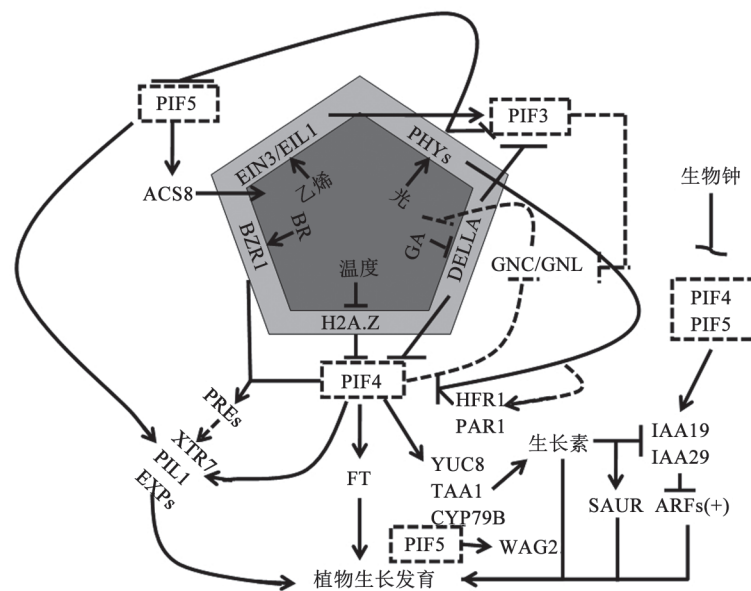 PIF5
PIF3
EIN3/EIL1
PHYs
乙烯
光
ACS8
BZR1
BR
GA
DELLA
温度
H2A.Z
GNC/GNL
生物钟
PIF4
PIF5
PIF4
HFR1
PAR1
PREs
XTR7
PIL1
EXPs
FT
YUC8
TAA1
CYP79B
生长素
IAA19
IAA29
SAUR
ARFs(+)
PIF5
WAG2
植物生长发育